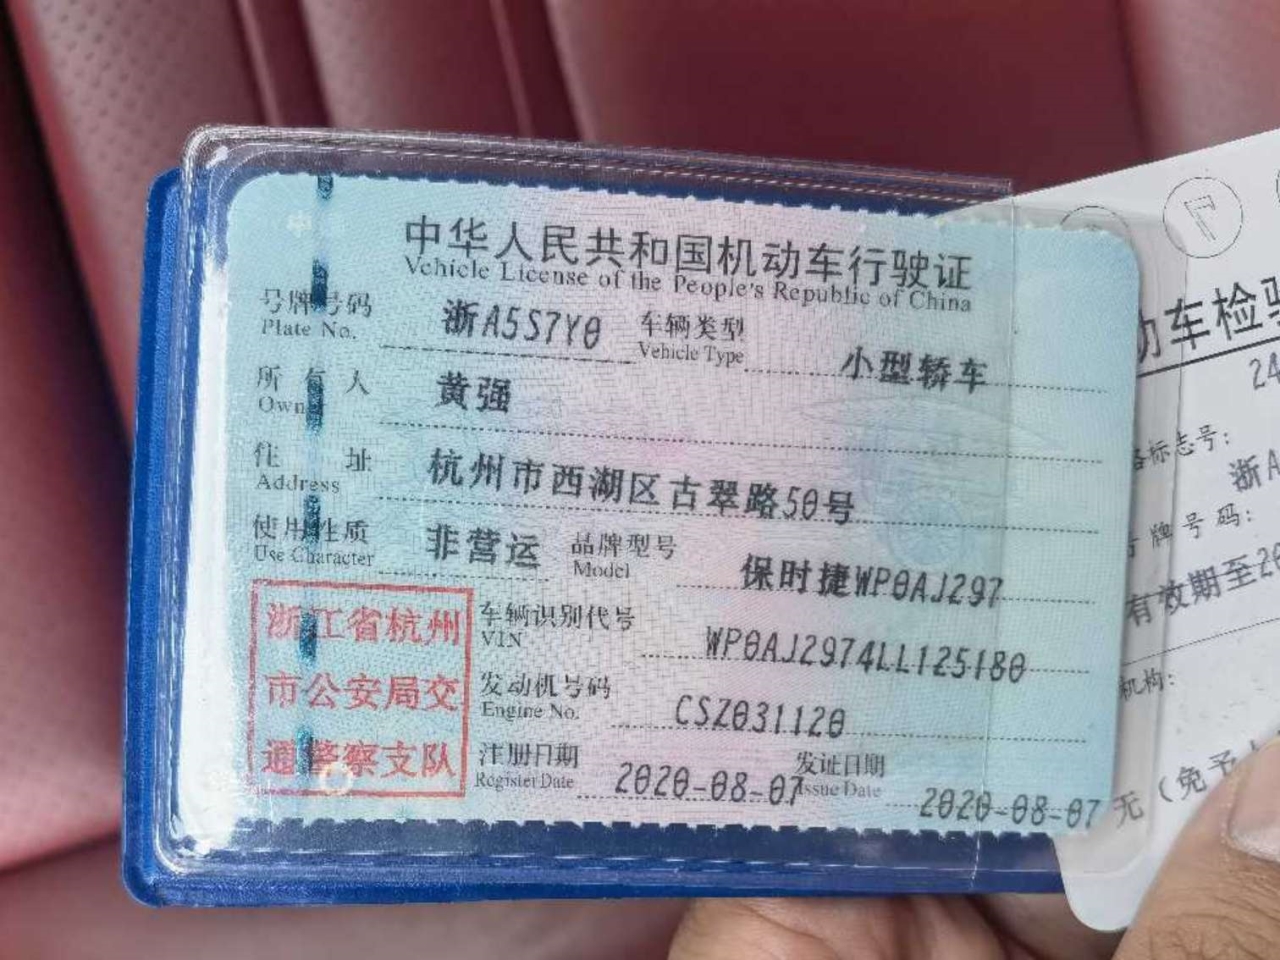 中华人民共和国机动车行驶证
Vehicle License of the People's Republic of China
号牌号码 浙A5S7Y0 车辆类型 小型轿车
Plate No. Vehicle Type
所有人 黄强
Own
住址 杭州市西湖区古翠路50号
Address
使用性质 非营运 品牌型号 保时捷WP0AJ297
Use Character Model
浙江省杭州
市公安局交
通警察支队
车辆识别代号 WP0AJ2974LL125180
VIN
发动机号码 CSZ031120
Engine No.
注册日期 2020-08-07 发证日期 2020-08-07
Register Date Issue Date
动车检验
24
志号:
浙A
牌号码:
有效期至20
机构:
无(免予